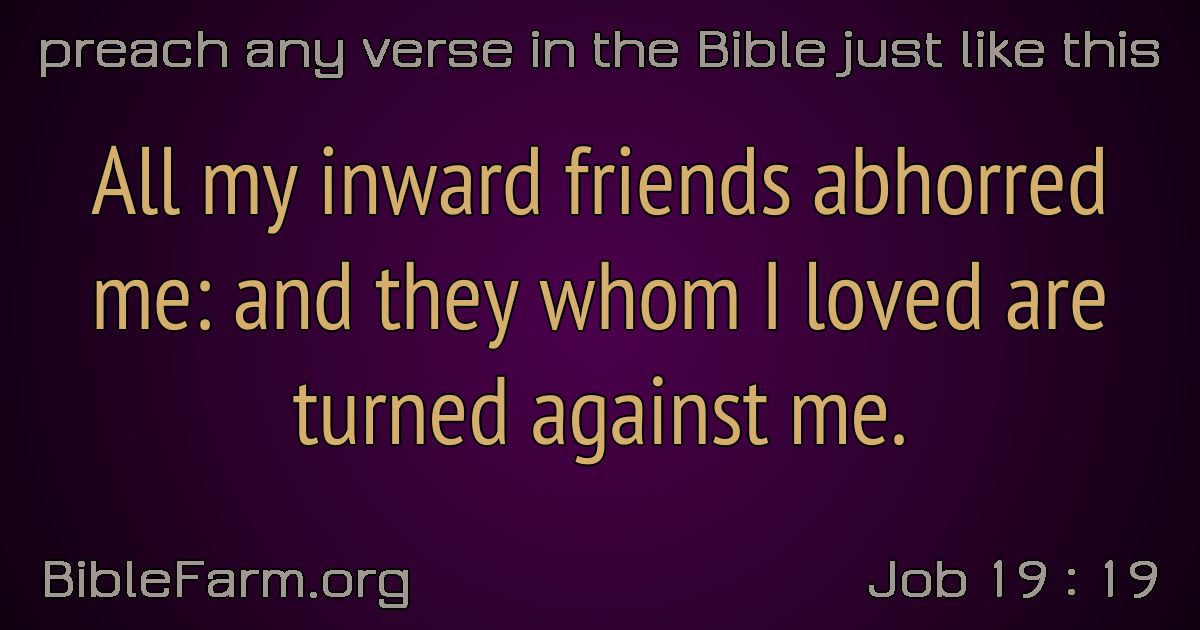 preach any verse in the Bible just like this
All my inward friends abhorred
me: and they whom I loved are
turned against me.
BibleFarm.org
Job 19 : 19